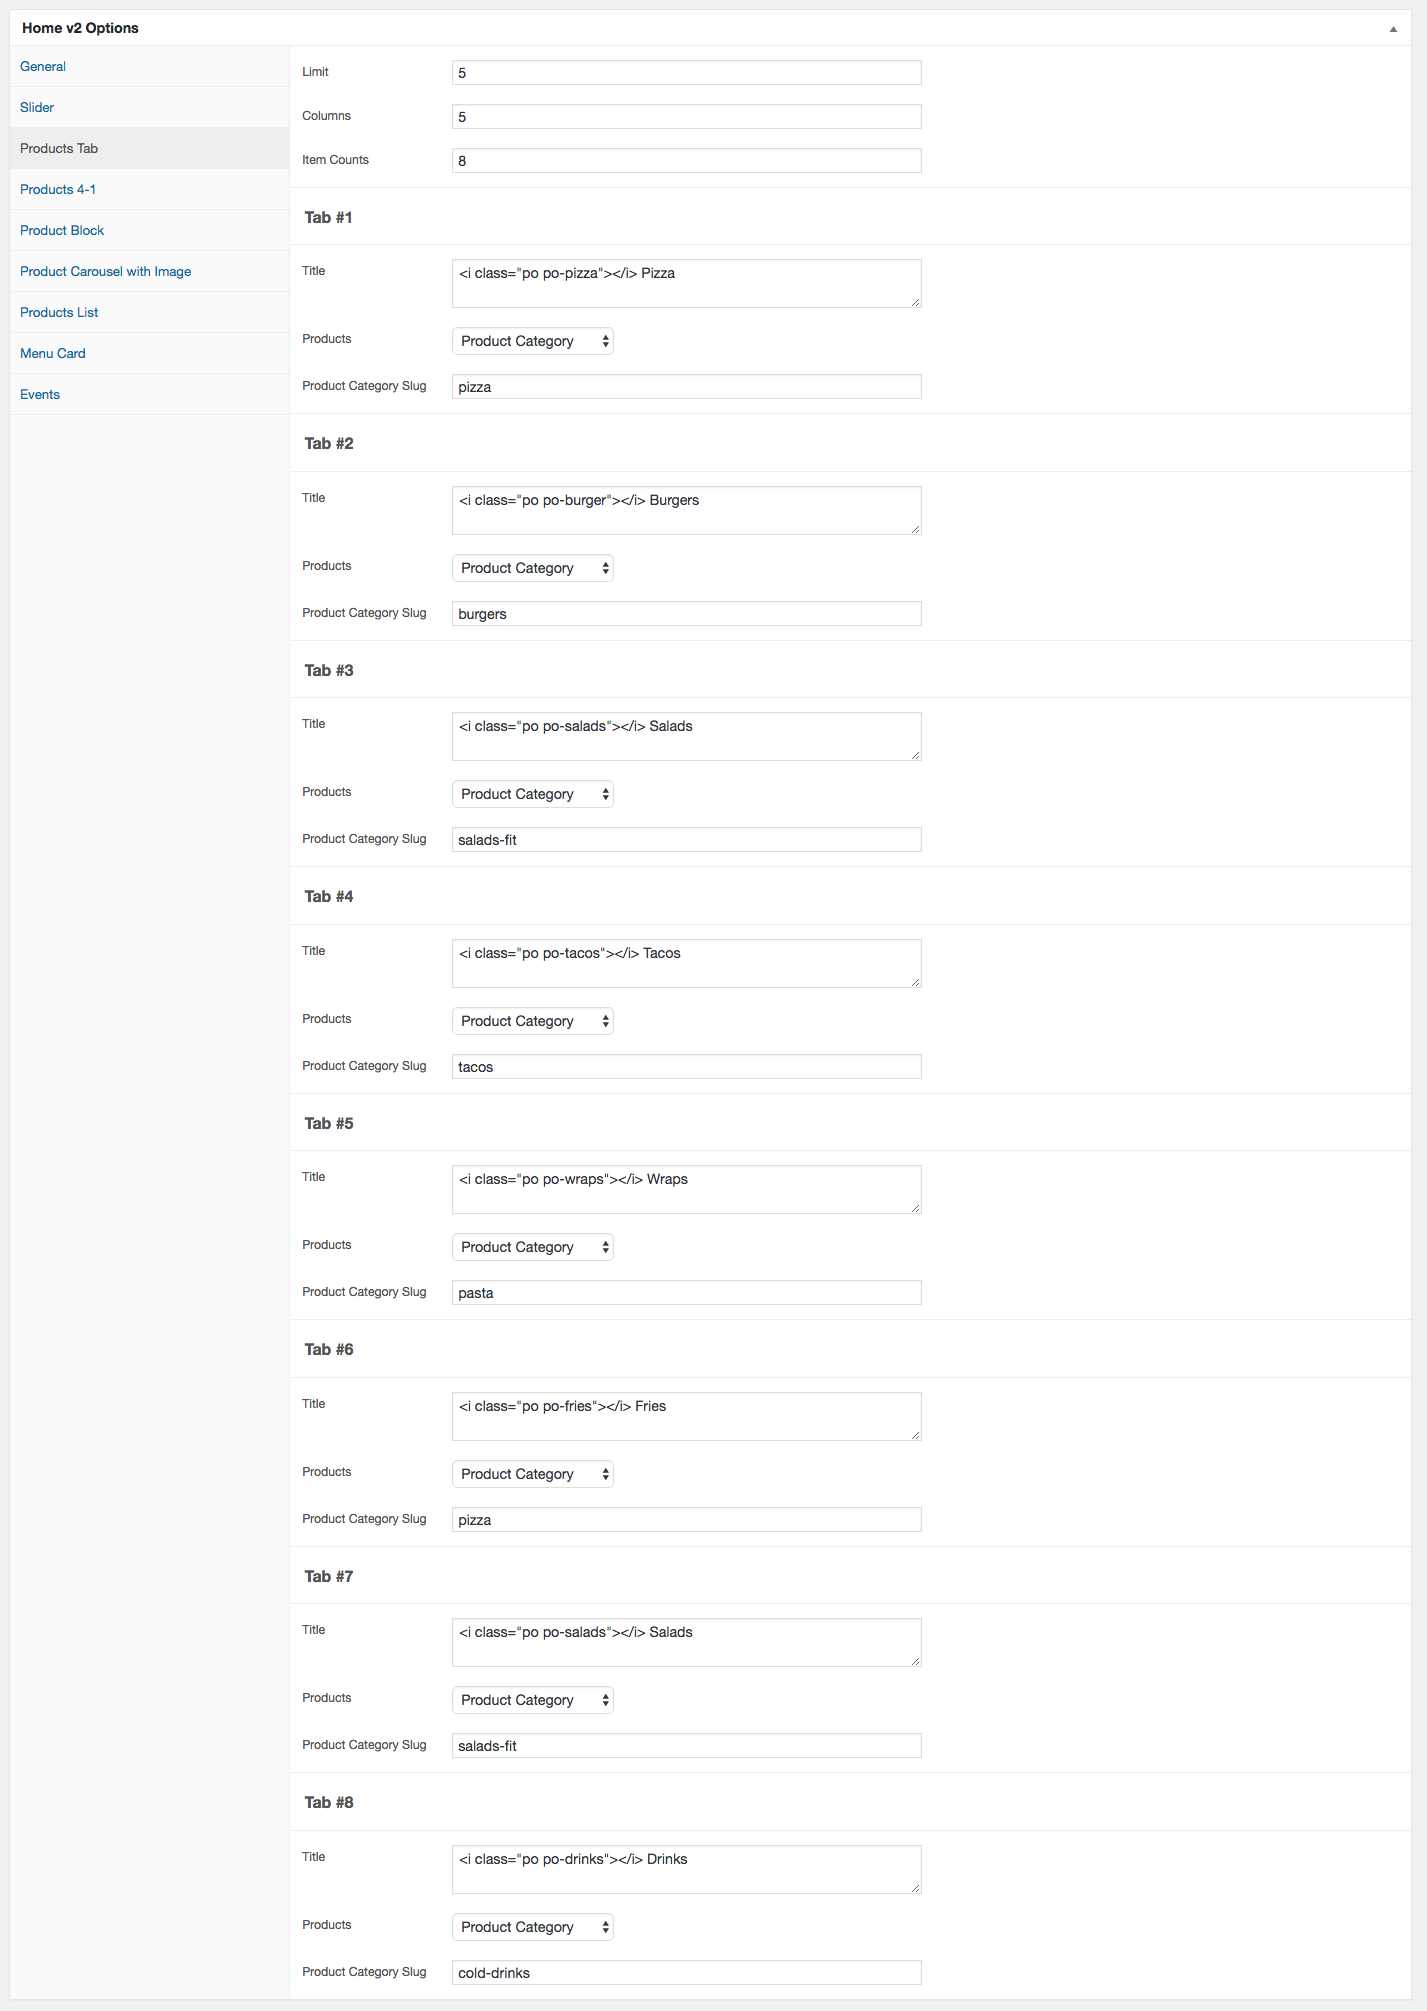 Home v2 Options
General
Slider
Products Tab
Products 4-1
Product Block
Product Carousel with Image
Products List
Menu Card
Events
Limit 5
Columns 5
Item Counts 8
Tab #1
Title <i class="po po-pizza"></i> Pizza
Products Product Category
Product Category Slug pizza
Tab #2
Title <i class="po po-burger"></i> Burgers
Products Product Category
Product Category Slug burgers
Tab #3
Title <i class="po po-salads"></i> Salads
Products Product Category
Product Category Slug salads-fit
Tab #4
Title <i class="po po-tacos"></i> Tacos
Products Product Category
Product Category Slug tacos
Tab #5
Title <i class="po po-wraps"></i> Wraps
Products Product Category
Product Category Slug pasta
Tab #6
Title <i class="po po-fries"></i> Fries
Products Product Category
Product Category Slug pizza
Tab #7
Title <i class="po po-salads"></i> Salads
Products Product Category
Product Category Slug salads-fit
Tab #8
Title <i class="po po-drinks"></i> Drinks
Products Product Category
Product Category Slug cold-drinks